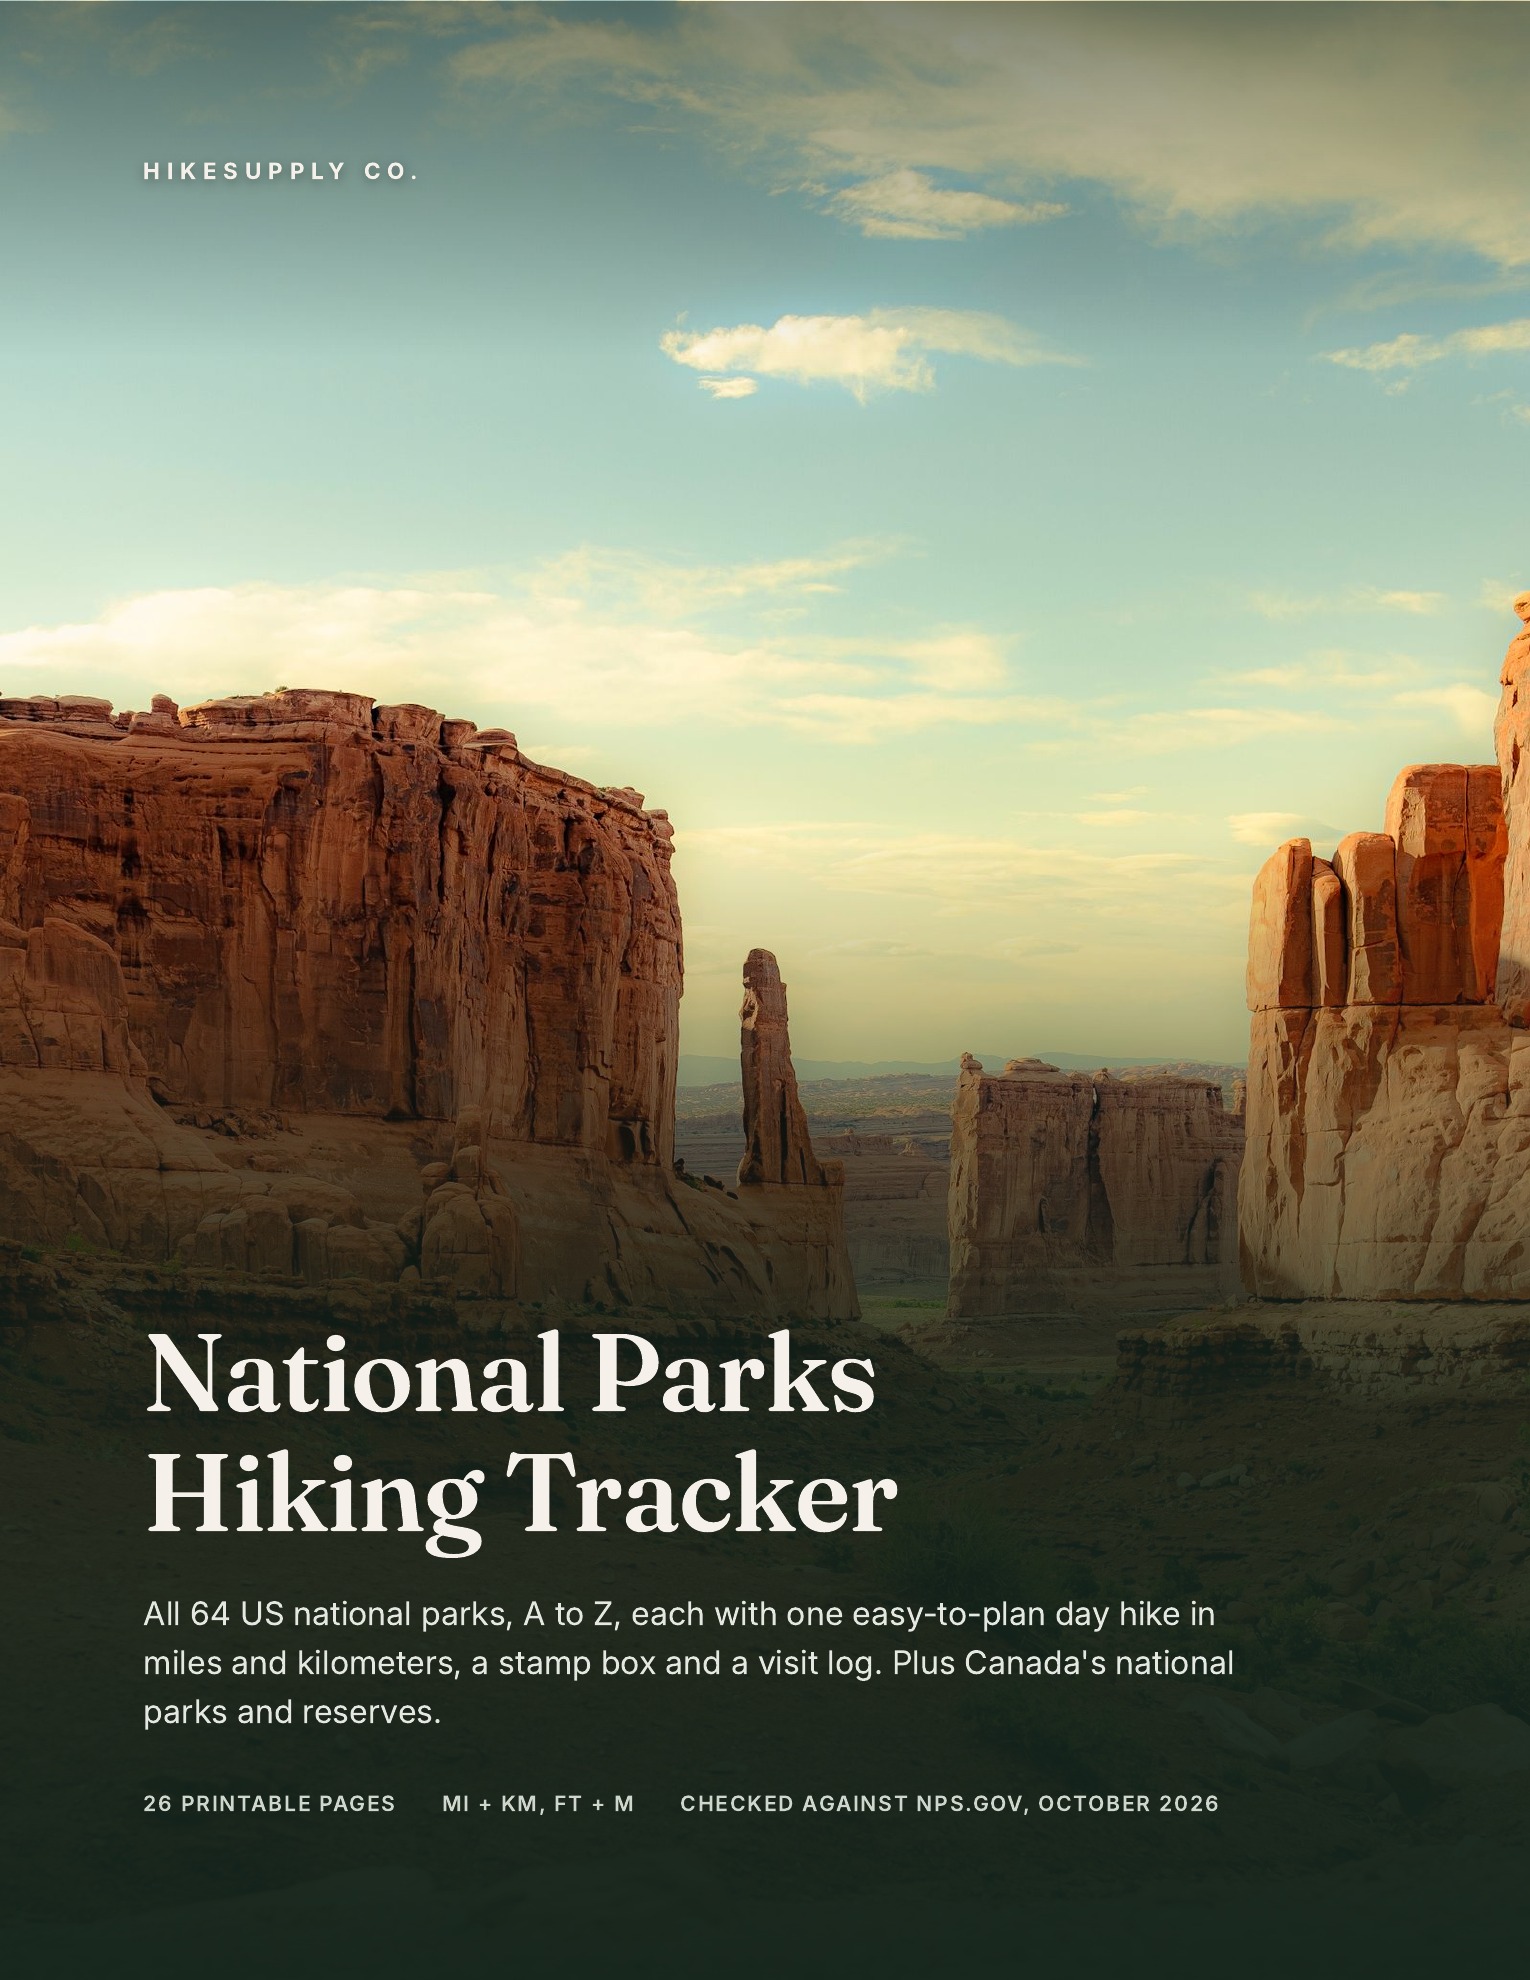 HIKESUPPLY CO.
National Parks
Hiking Tracker
All 64 US national parks, A to Z, each with one easy-to-plan day hike in
miles and kilometers, a stamp box and a visit log. Plus Canada's national
parks and reserves.
26 PRINTABLE PAGES MI + KM, FT + M CHECKED AGAINST NPS.GOV, OCTOBER 2026